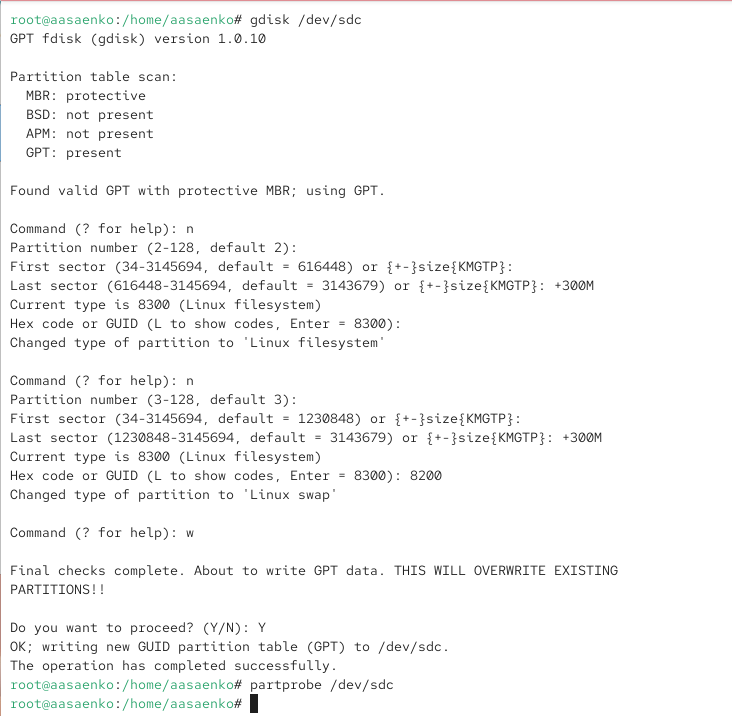 root@aasaenko:/home/aasaenko# gdisk /dev/sdc
GPT fdisk (gdisk) version 1.0.10
Partition table scan:
  MBR: protective
  BSD: not present
  APM: not present
  GPT: present
Found valid GPT with protective MBR; using GPT.
Command (? for help): n
Partition number (2-128, default 2):
First sector (34-3145694, default = 616448) or {+-}size{KMGTP}:
Last sector (616448-3145694, default = 3143679) or {+-}size{KMGTP}: +300M
Current type is 8300 (Linux filesystem)
Hex code or GUID (L to show codes, Enter = 8300):
Changed type of partition to 'Linux filesystem'
Command (? for help): n
Partition number (3-128, default 3):
First sector (34-3145694, default = 1230848) or {+-}size{KMGTP}:
Last sector (1230848-3145694, default = 3143679) or {+-}size{KMGTP}: +300M
Current type is 8300 (Linux filesystem)
Hex code or GUID (L to show codes, Enter = 8300): 8200
Changed type of partition to 'Linux swap'
Command (? for help): w
Final checks complete. About to write GPT data. THIS WILL OVERWRITE EXISTING
PARTITIONS!!
Do you want to proceed? (Y/N): Y
OK; writing new GUID partition table (GPT) to /dev/sdc.
The operation has completed successfully.
root@aasaenko:/home/aasaenko# partprobe /dev/sdc
root@aasaenko:/home/aasaenko#